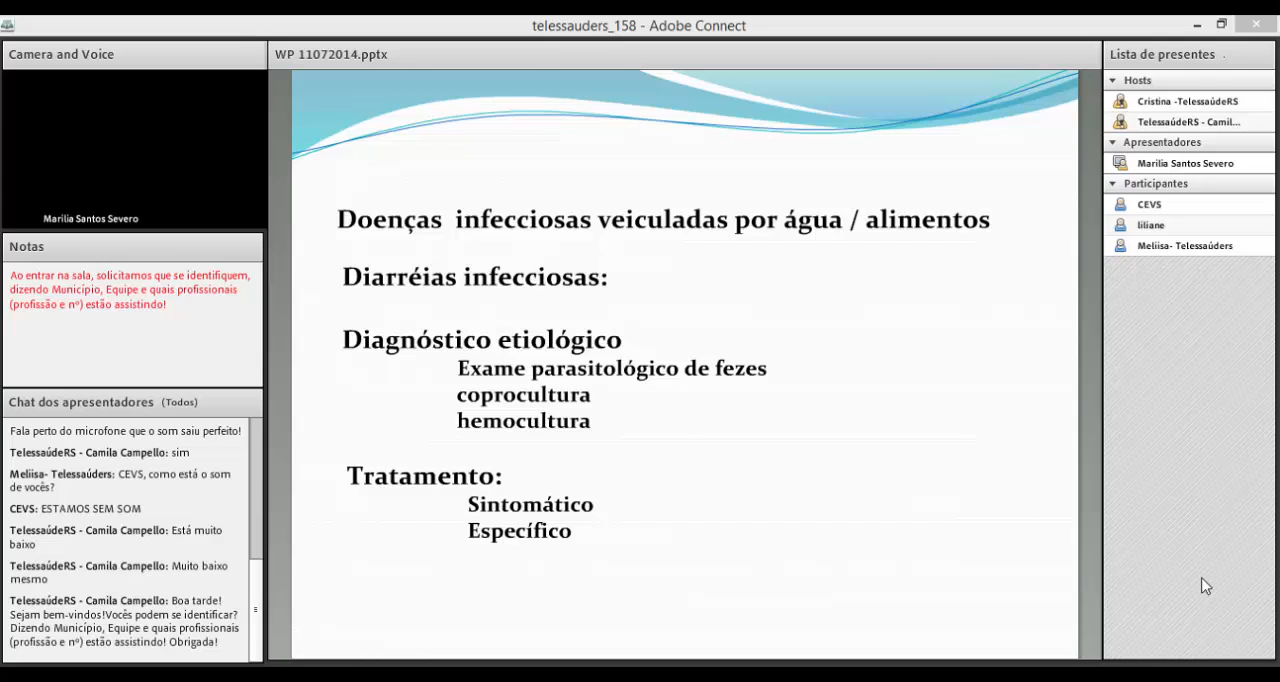 telessauders_158 - Adobe Connect
Camera and Voice
Marilia Santos Severo
Notas
Ao entrar na sala, solicitamos que se identifiquem,
dizendo Município, Equipe e quais profissionais
(profissão e nº) estão assistindo!
Chat dos apresentadores (Todos)
Fala perto do microfone que o som saiu perfeito!
TelessaúdeRS - Camila Campello: sim
Meliisa- Telessaúders: CEVS, como está o som
de vocês?
CEVS: ESTAMOS SEM SOM
TelessaúdeRS - Camila Campello: Está muito
baixo
TelessaúdeRS - Camila Campello: Muito baixo
mesmo
TelessaúdeRS - Camila Campello: Boa tarde!
Sejam bem-vindos!Vocês podem se identificar?
Dizendo Município, Equipe e quais profissionais
(profissão e nº) estão assistindo! Obrigada!
WP 11072014.pptx
Doenças infecciosas veiculadas por água / alimentos
Diarréias infecciosas:
Diagnóstico etiológico
Exame parasitológico de fezes
coprocultura
hemocultura
Tratamento:
Sintomático
Específico
Lista de presentes
Hosts
Cristina -TelessaúdeRS
TelessaúdeRS - Camil...
Apresentadores
Marilia Santos Severo
Participantes
CEVS
liliane
Meliisa- Telessaúders